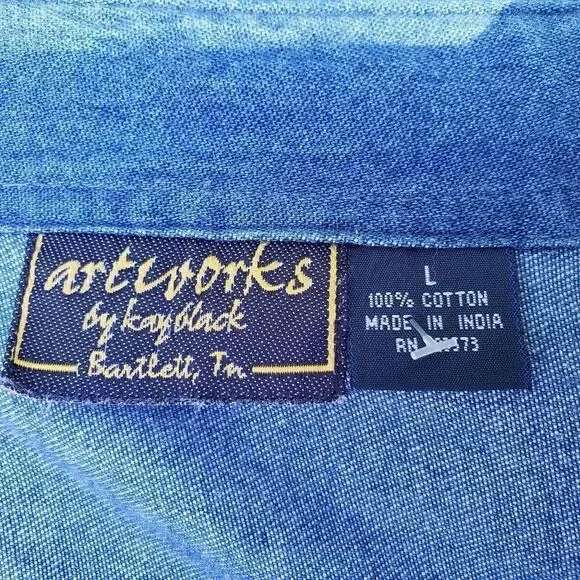 artworks
by kay black
Bartlett, Tn.
L
100% COTTON
MADE IN INDIA
RN